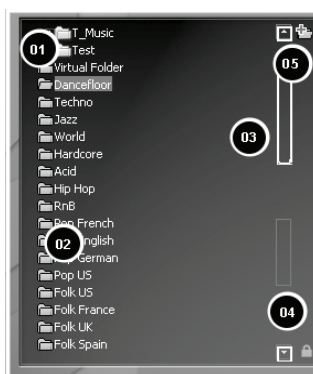 T_Music
01
Test
05
Virtual Folder
Dancefloor
Techno
Jazz
World
03
Hardcore
Acid
Hip Hop
RnB
Pop French
02 English
German
Pop US
Folk US
Folk France
04
Folk UK
Folk Spain